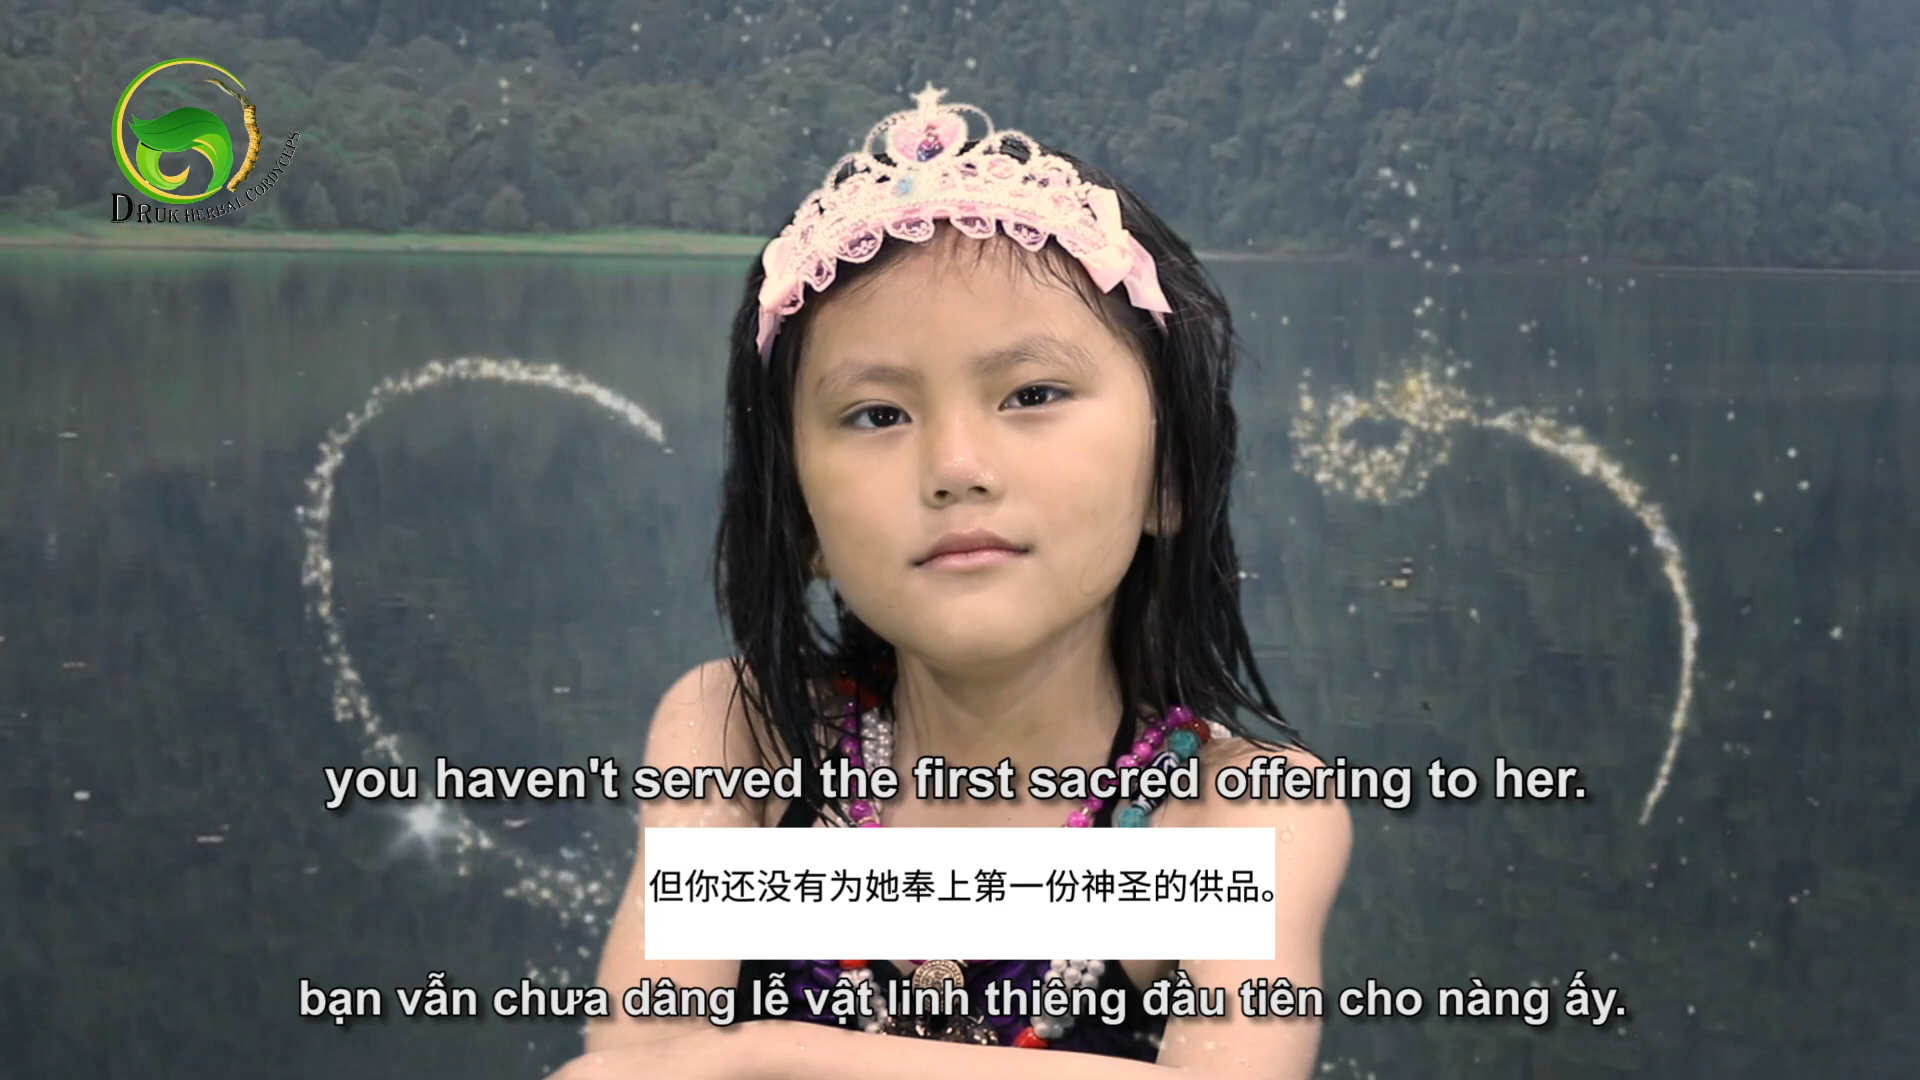 DRUK HERBAL CORDYCEPS
you haven't served the first sacred offering to her.
但你还没有为她奉上第一份神圣的供品。
bạn vẫn chưa dâng lễ vật linh thiêng đầu tiên cho nàng ấy.